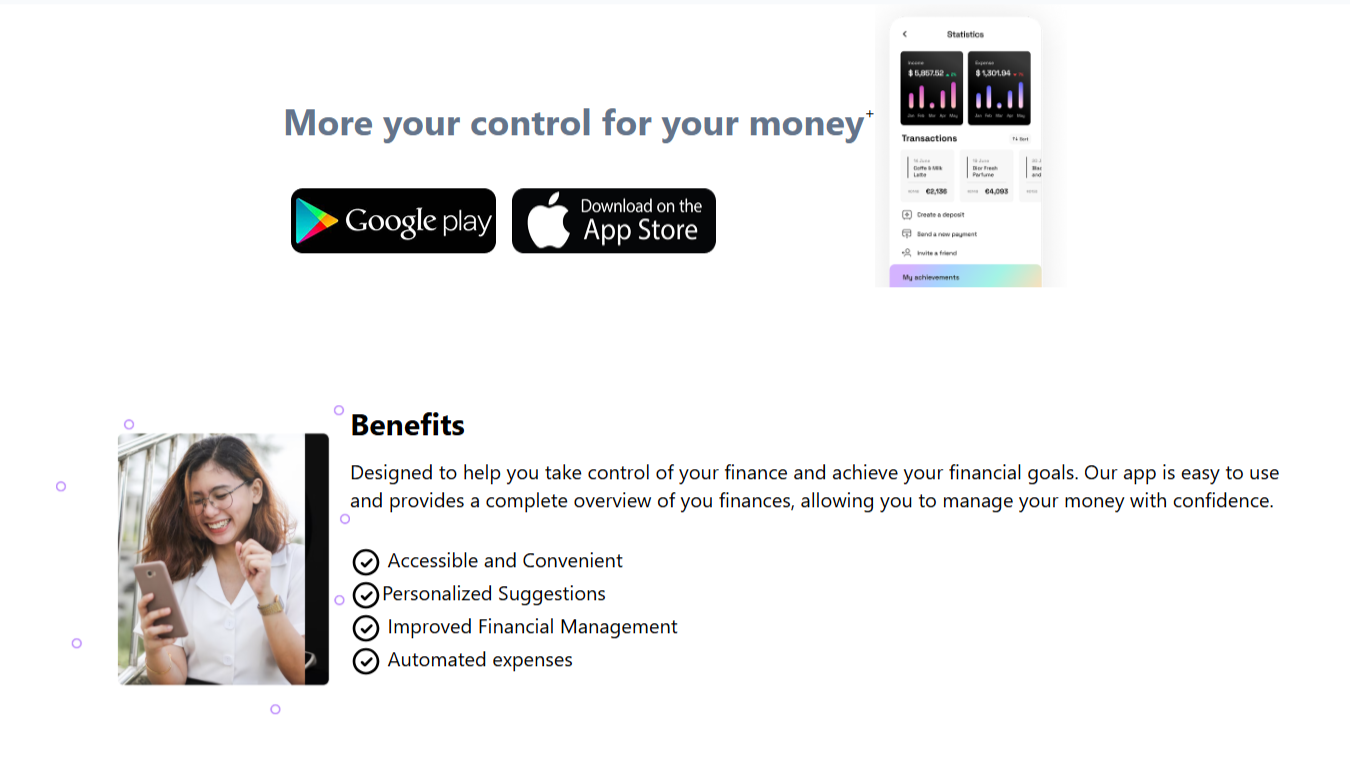 Statistics
Income
Expense
$ 5,857.52
$ 1,301.94
Jan Feb Mar Apr May
Jan Feb Mar Apr May
More your control for your money+
Transactions
Sort
Coffe & Milk
Latte
Bior Fresh
Parfume
and
€2,136
€4,093
Google play
Download on the
App Store
Create a deposit
Send a new payment
Invite a friend
My achievements
Benefits
Designed to help you take control of your finance and achieve your financial goals. Our app is easy to use
and provides a complete overview of you finances, allowing you to manage your money with confidence.
Accessible and Convenient
Personalized Suggestions
Improved Financial Management
Automated expenses